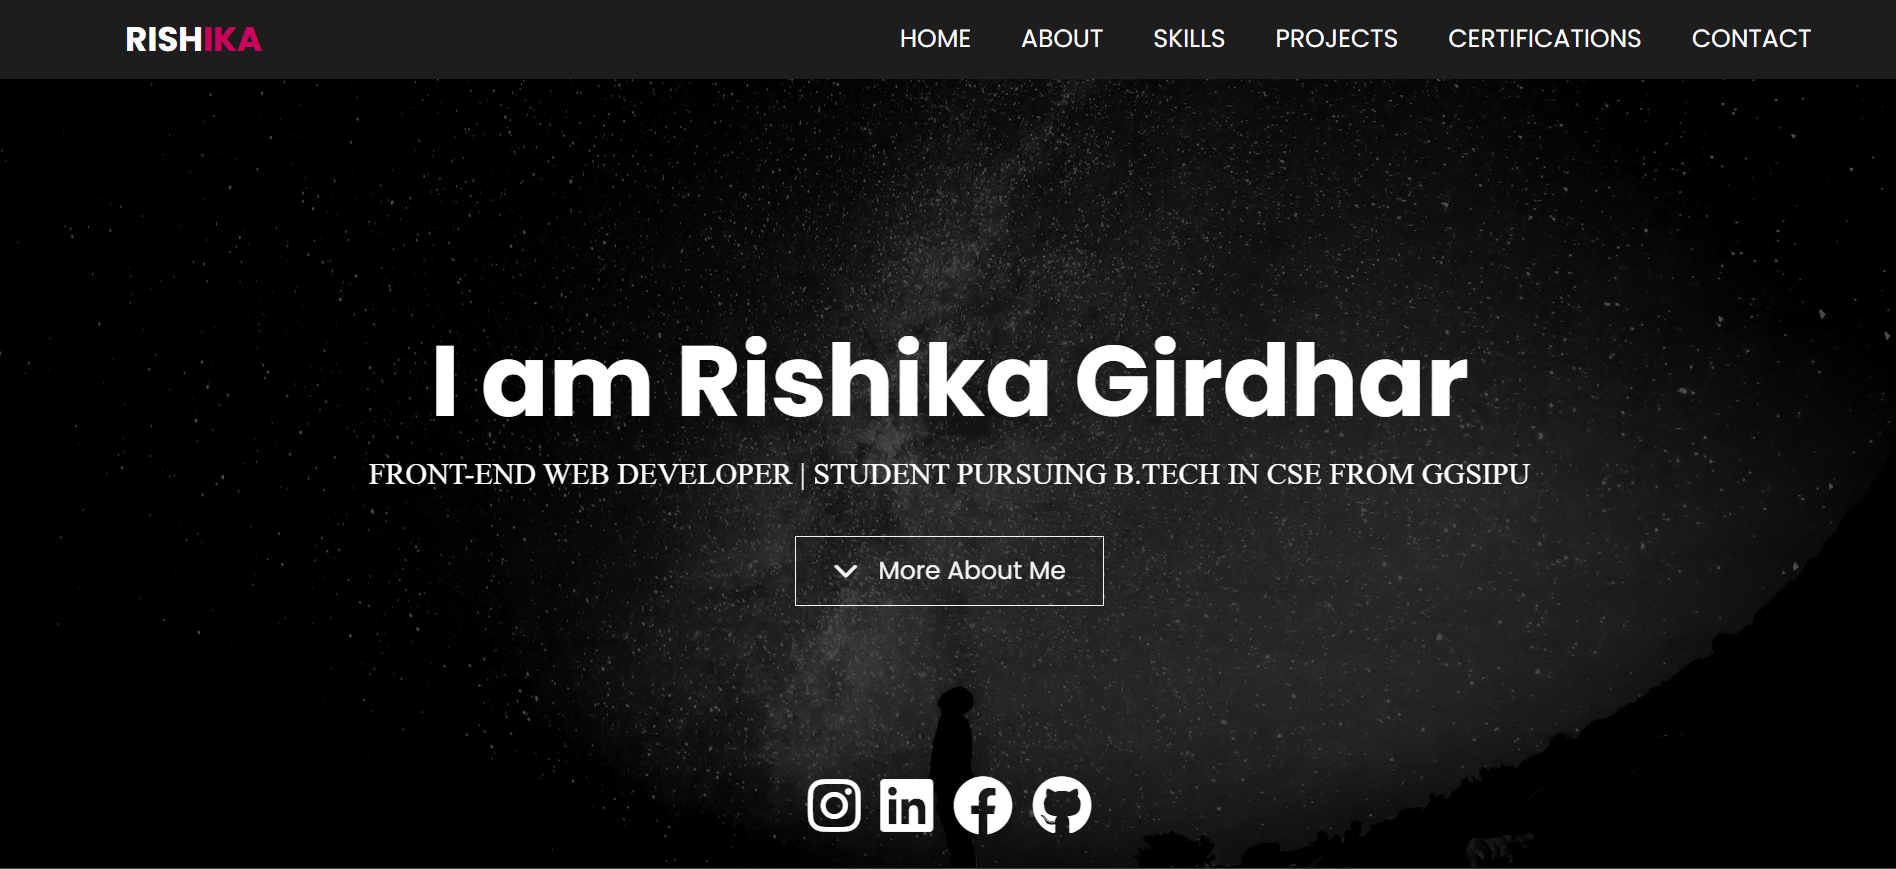 RISHIKA HOME ABOUT SKILLS PROJECTS CERTIFICATIONS CONTACT
I am Rishika Girdhar
FRONT-END WEB DEVELOPER | STUDENT PURSUING B.TECH IN CSE FROM GGSIPU
More About Me